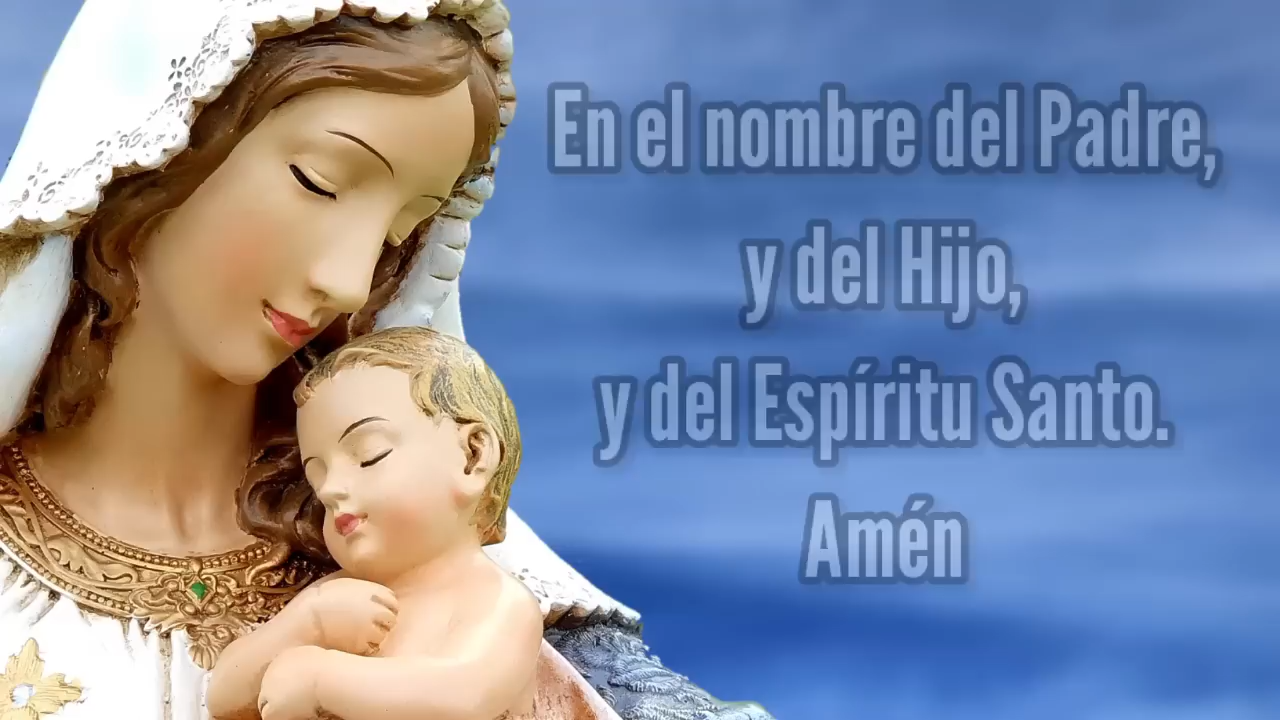 En el nombre del Padre,
y del Hijo,
y del Espíritu Santo.
Amén